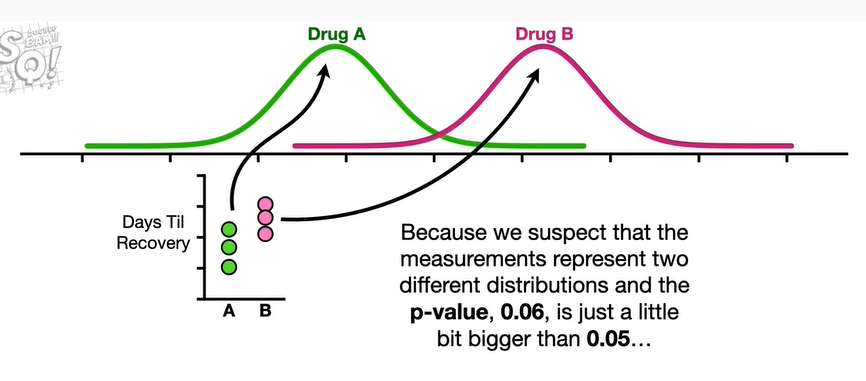 Drug A
Drug B
Days Til
Recovery
A
B
Because we suspect that the
measurements represent two
different distributions and the
p-value, 0.06, is just a little
bit bigger than 0.05...